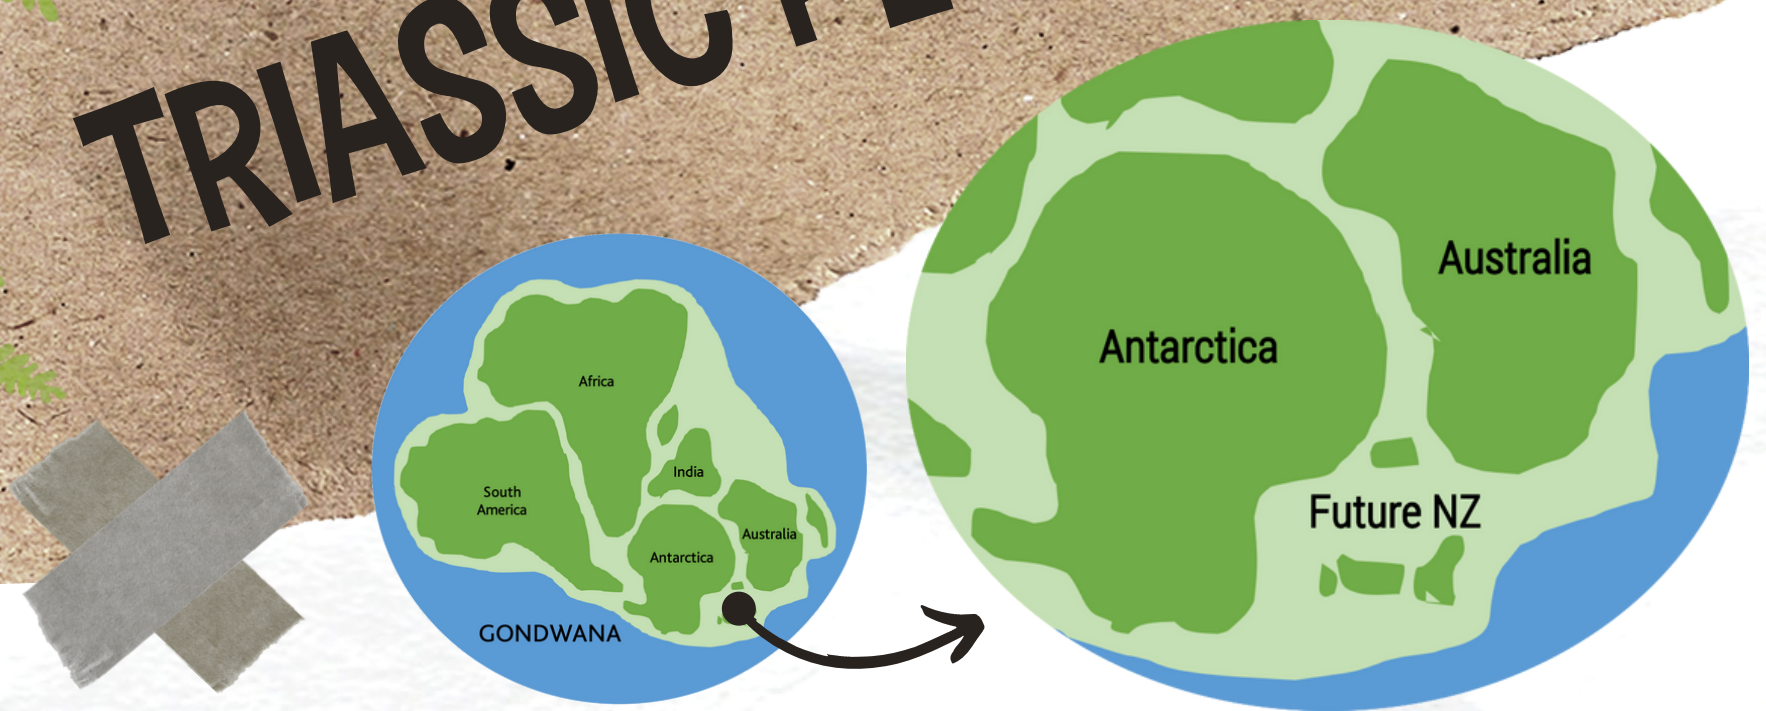 TRIASSIC
Africa
India
South
America
Australia
Antarctica
GONDWANA
Australia
Antarctica
Future NZ